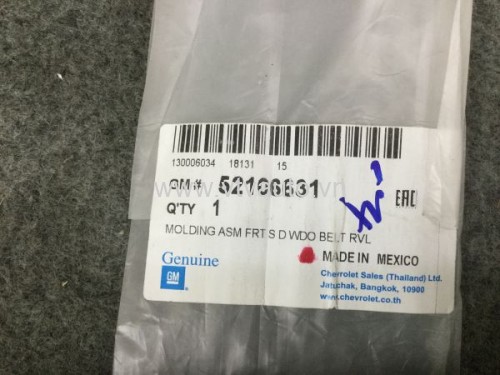 130006034 18131 15
GM #
Q'TY 1
MOLDING ASM FRT S D WDO BELT RVL
EAC
Genuine
GM
MADE IN MEXICO
Chevrolet Sales (Thailand) Ltd.
Jatuchak, Bangkok, 10900
www.chevrolet.co.th